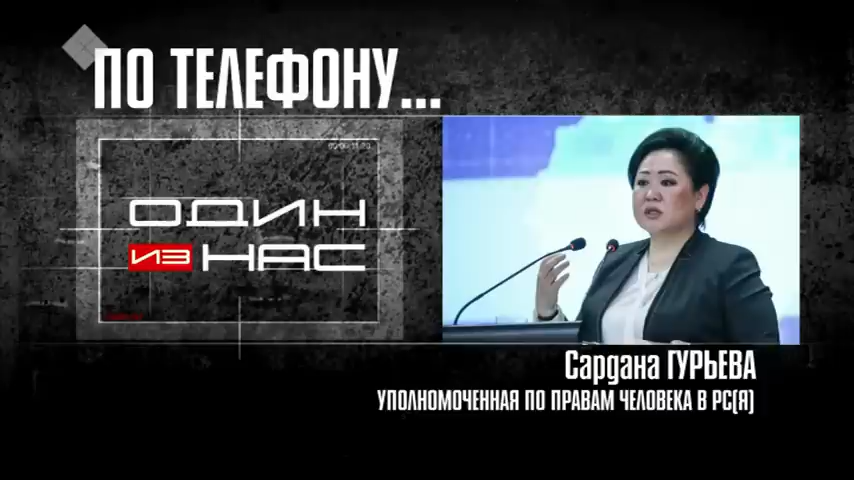 ПО ТЕЛЕФОНУ...
ОДИН
ИЗ НАС
Сардана ГУРЬЕВА
УПОЛНОМОЧЕННАЯ ПО ПРАВАМ ЧЕЛОВЕКА В РС(Я)